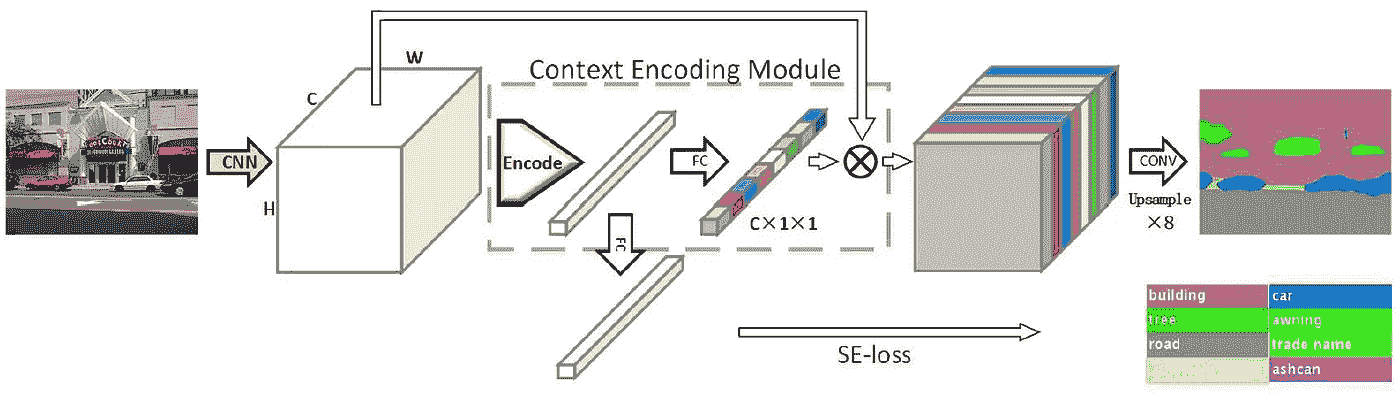 Context Encoding Module
W
C
H
CNN
Encode
FC
C×1×1
FC
CONV
Upsample
×8
SE-loss
building car
tree awning
road trade name
ashcan